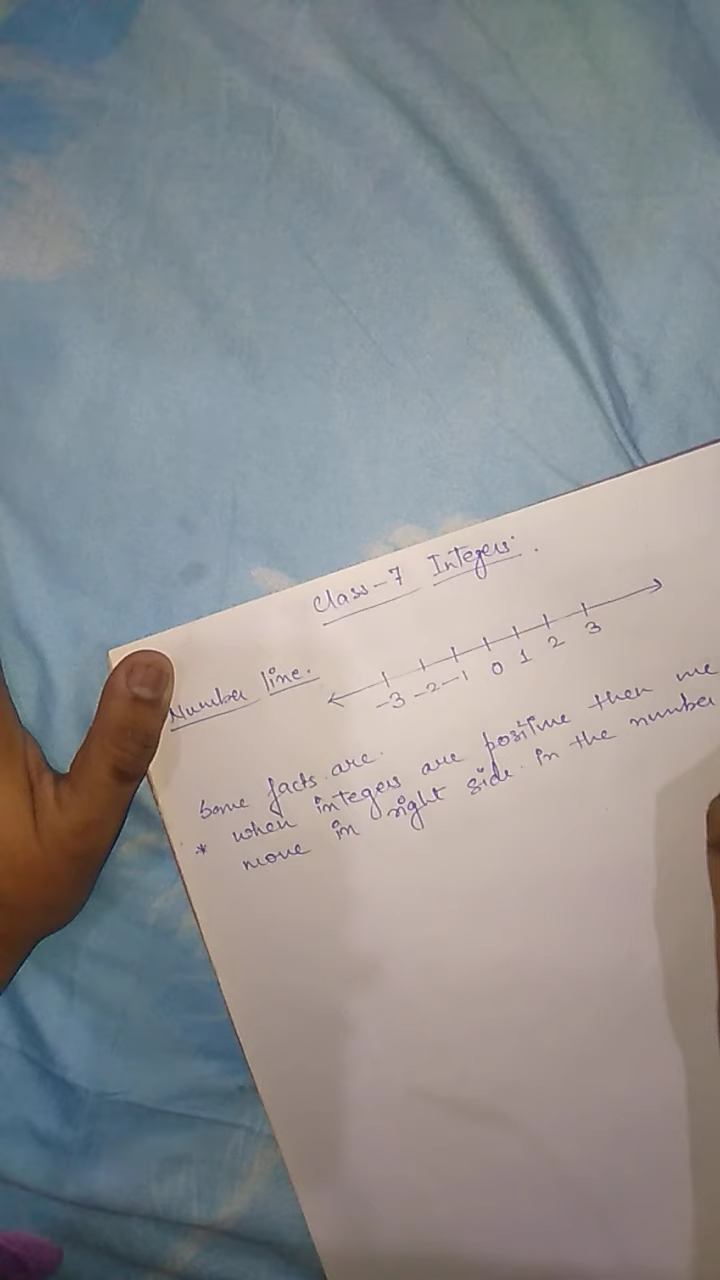 Class-7 Integers.
Number line.
-3 -2 -1 0 1 2 3
Some facts are.
* when integers are positive then we
move in right side in the number